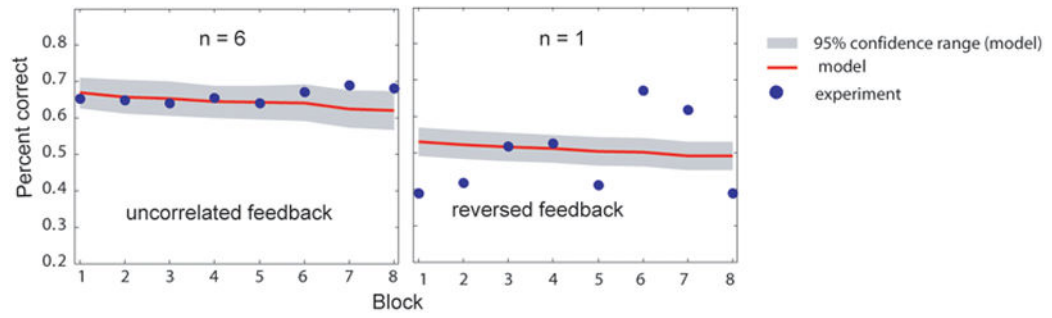 Percent correct
0.8
0.7
0.6
0.5
0.4
0.3
0.2
n = 6
uncorrelated feedback
1 2 3 4 5 6 7 8
n = 1
reversed feedback
1 2 3 4 5 6 7 8
Block
95% confidence range (model)
model
experiment